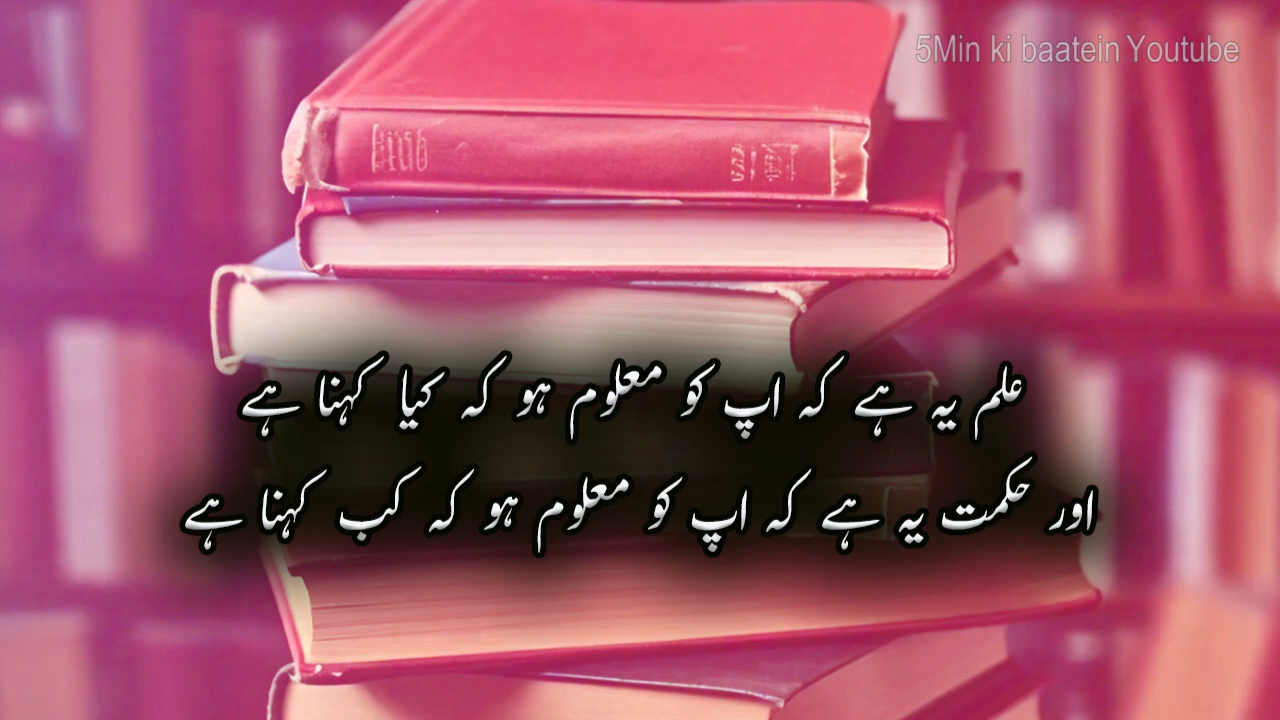 5Min ki baatein Youtube
علم یہ ہے کہ اپ کو معلوم ہو کہ کیا کہنا ہے
اور حکمت یہ ہے کہ اپ کو معلوم ہو کہ کب کہنا ہے